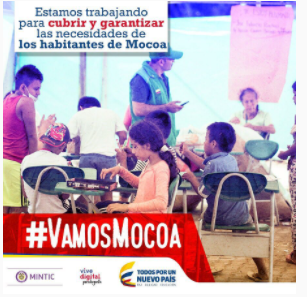 Estamos trabajando
para cubrir y garantizar
las necesidades de
los habitantes de Mocoa
#VAMOSMOCOA
MINTIC
vive digital
TODOS POR UN
NUEVO PAÍS